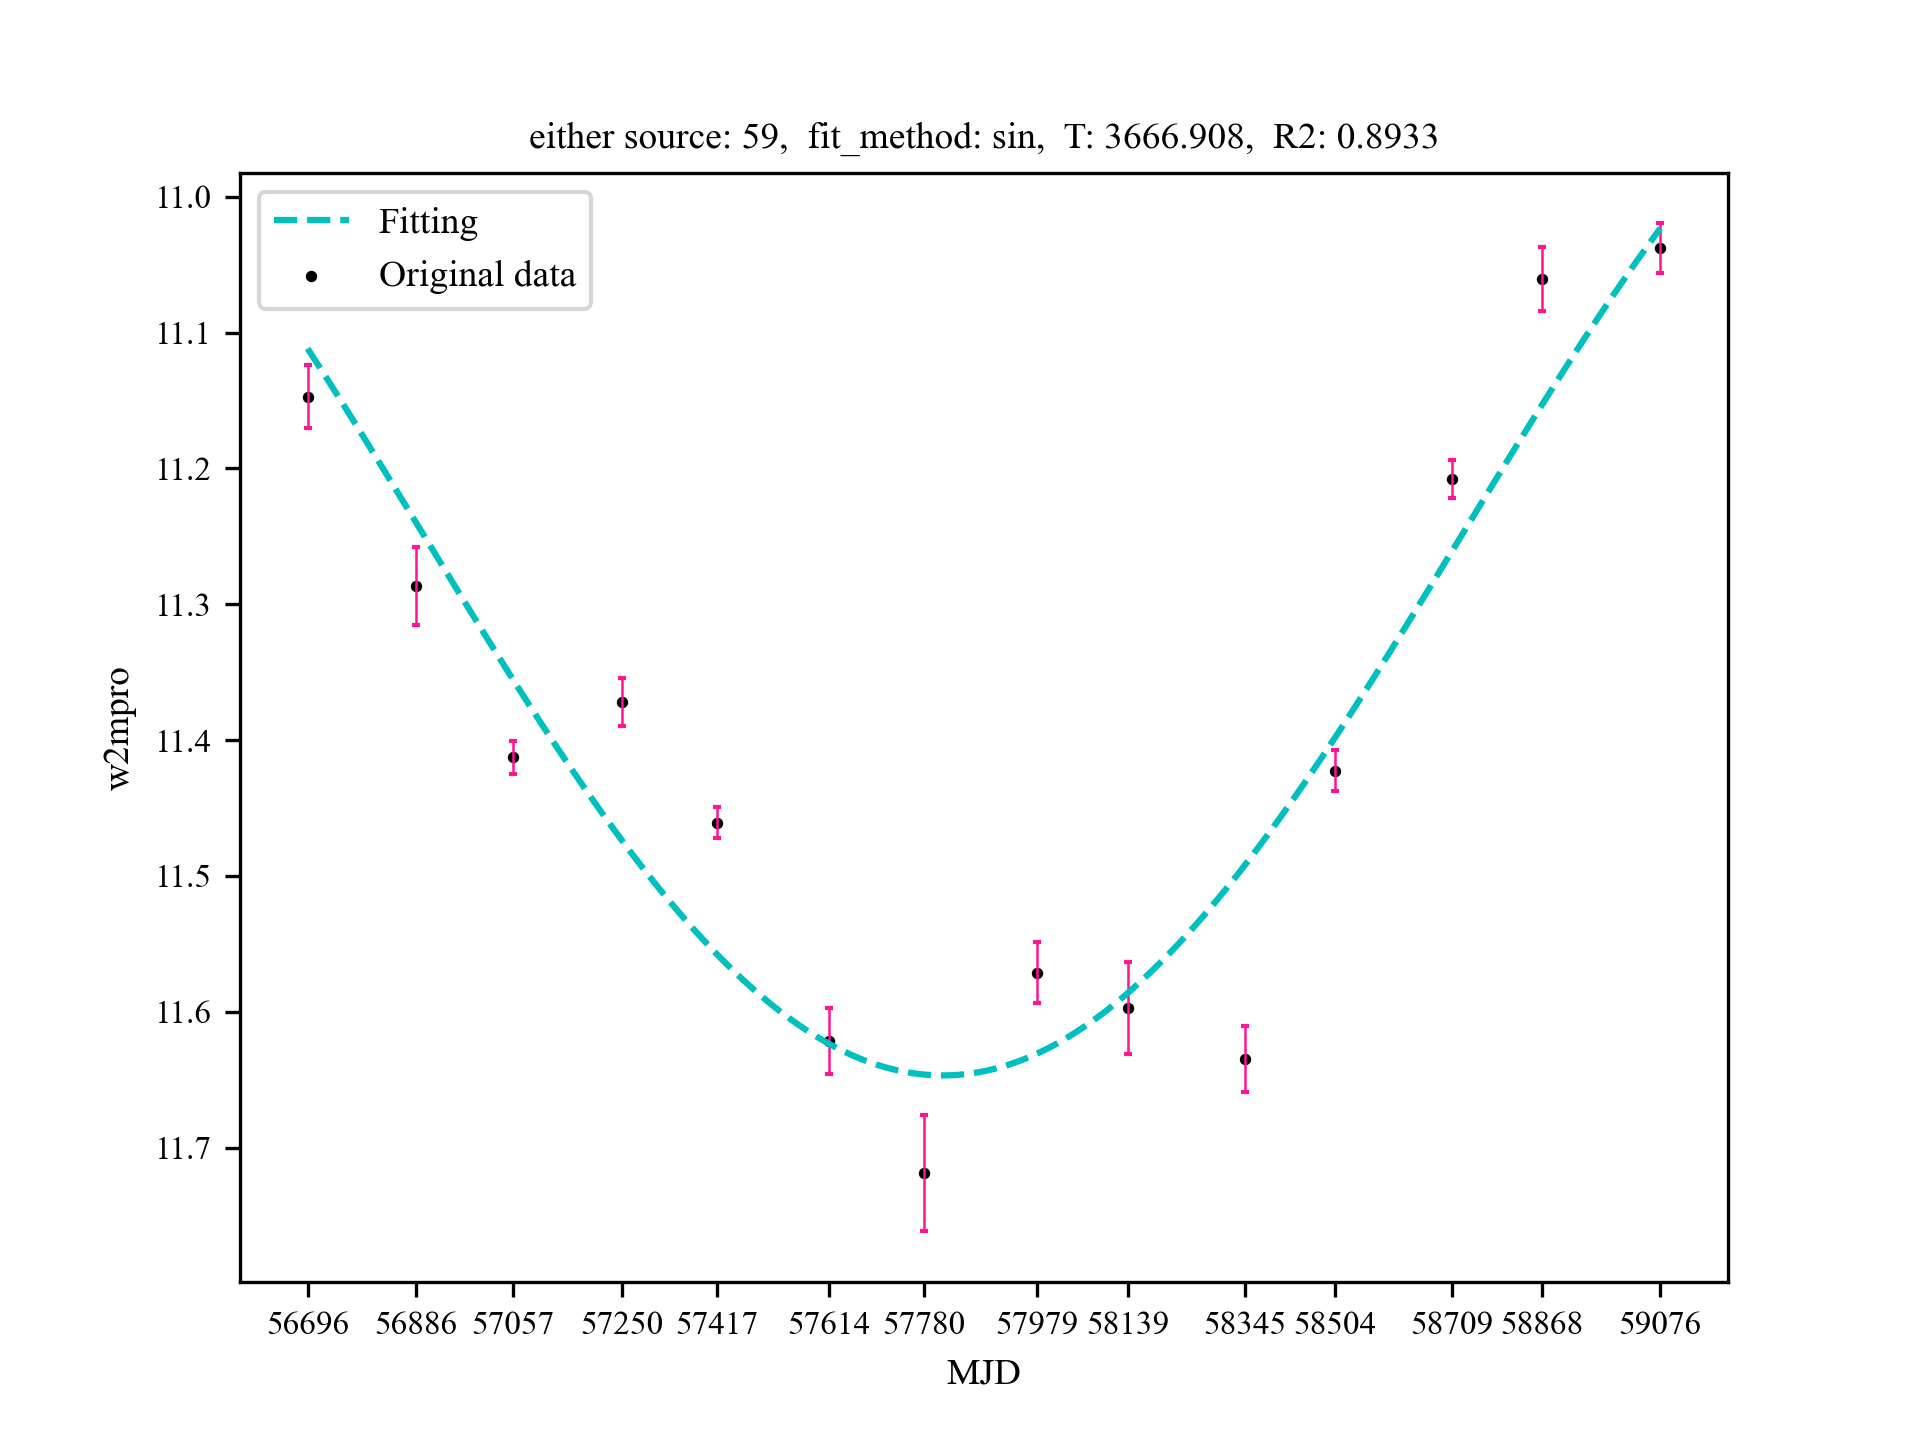 either source: 59,  fit_method: sin,  T: 3666.908,  R2: 0.8933
Fitting
Original data
11.0
11.1
11.2
11.3
11.4
11.5
11.6
11.7
w2mpro
56696 56886 57057 57250 57417 57614 57780 57979 58139 58345 58504 58709 58868 59076
MJD